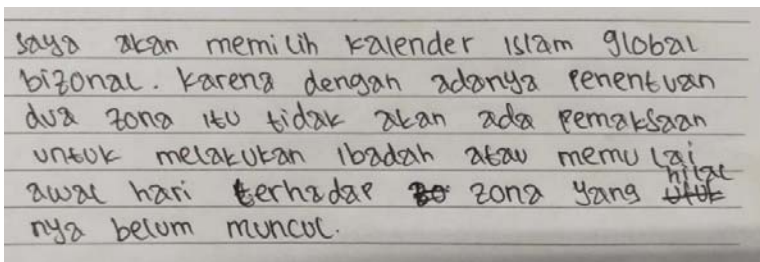 saya akan memilih kalender Islam global
bizonal. Karena dengan adanya penentuan
dua zona itu tidak akan ada pemaksaan
untuk melakukan ibadah atau memulai
awal hari terhadap zona yang hilal
nya belum muncul.